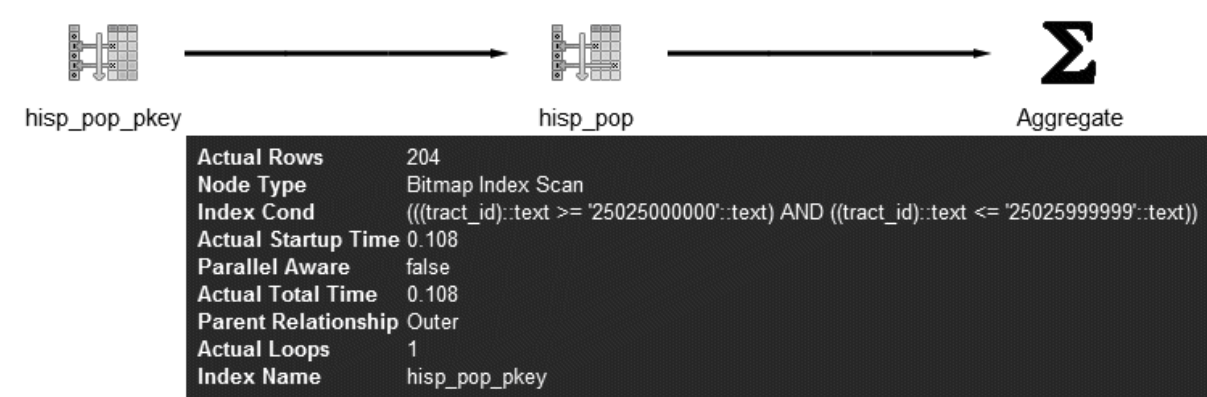 hisp_pop_pkey
hisp_pop
Aggregate
Actual Rows 204
Node Type Bitmap Index Scan
Index Cond (((tract_id)::text >= '25025000000'::text) AND ((tract_id)::text <= '25025999999'::text))
Actual Startup Time 0.108
Parallel Aware false
Actual Total Time 0.108
Parent Relationship Outer
Actual Loops 1
Index Name hisp_pop_pkey